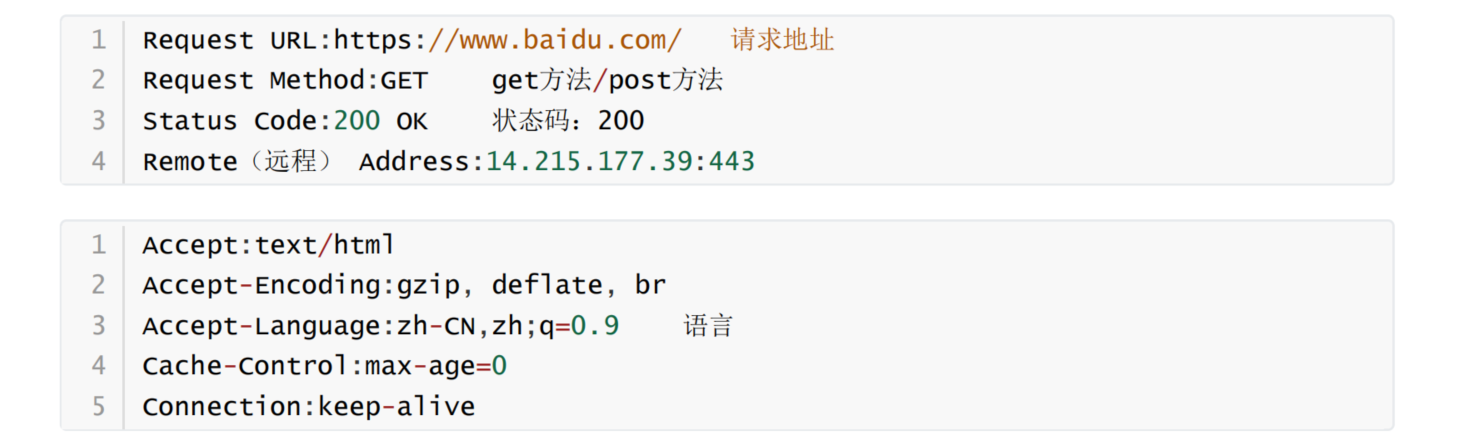 1 Request URL:https://www.baidu.com/ 请求地址
2 Request Method:GET get方法/post方法
3 Status Code:200 OK 状态码：200
4 Remote（远程） Address:14.215.177.39:443
1 Accept:text/html
2 Accept-Encoding:gzip, deflate, br
3 Accept-Language:zh-CN,zh;q=0.9 语言
4 Cache-Control:max-age=0
5 Connection:keep-alive